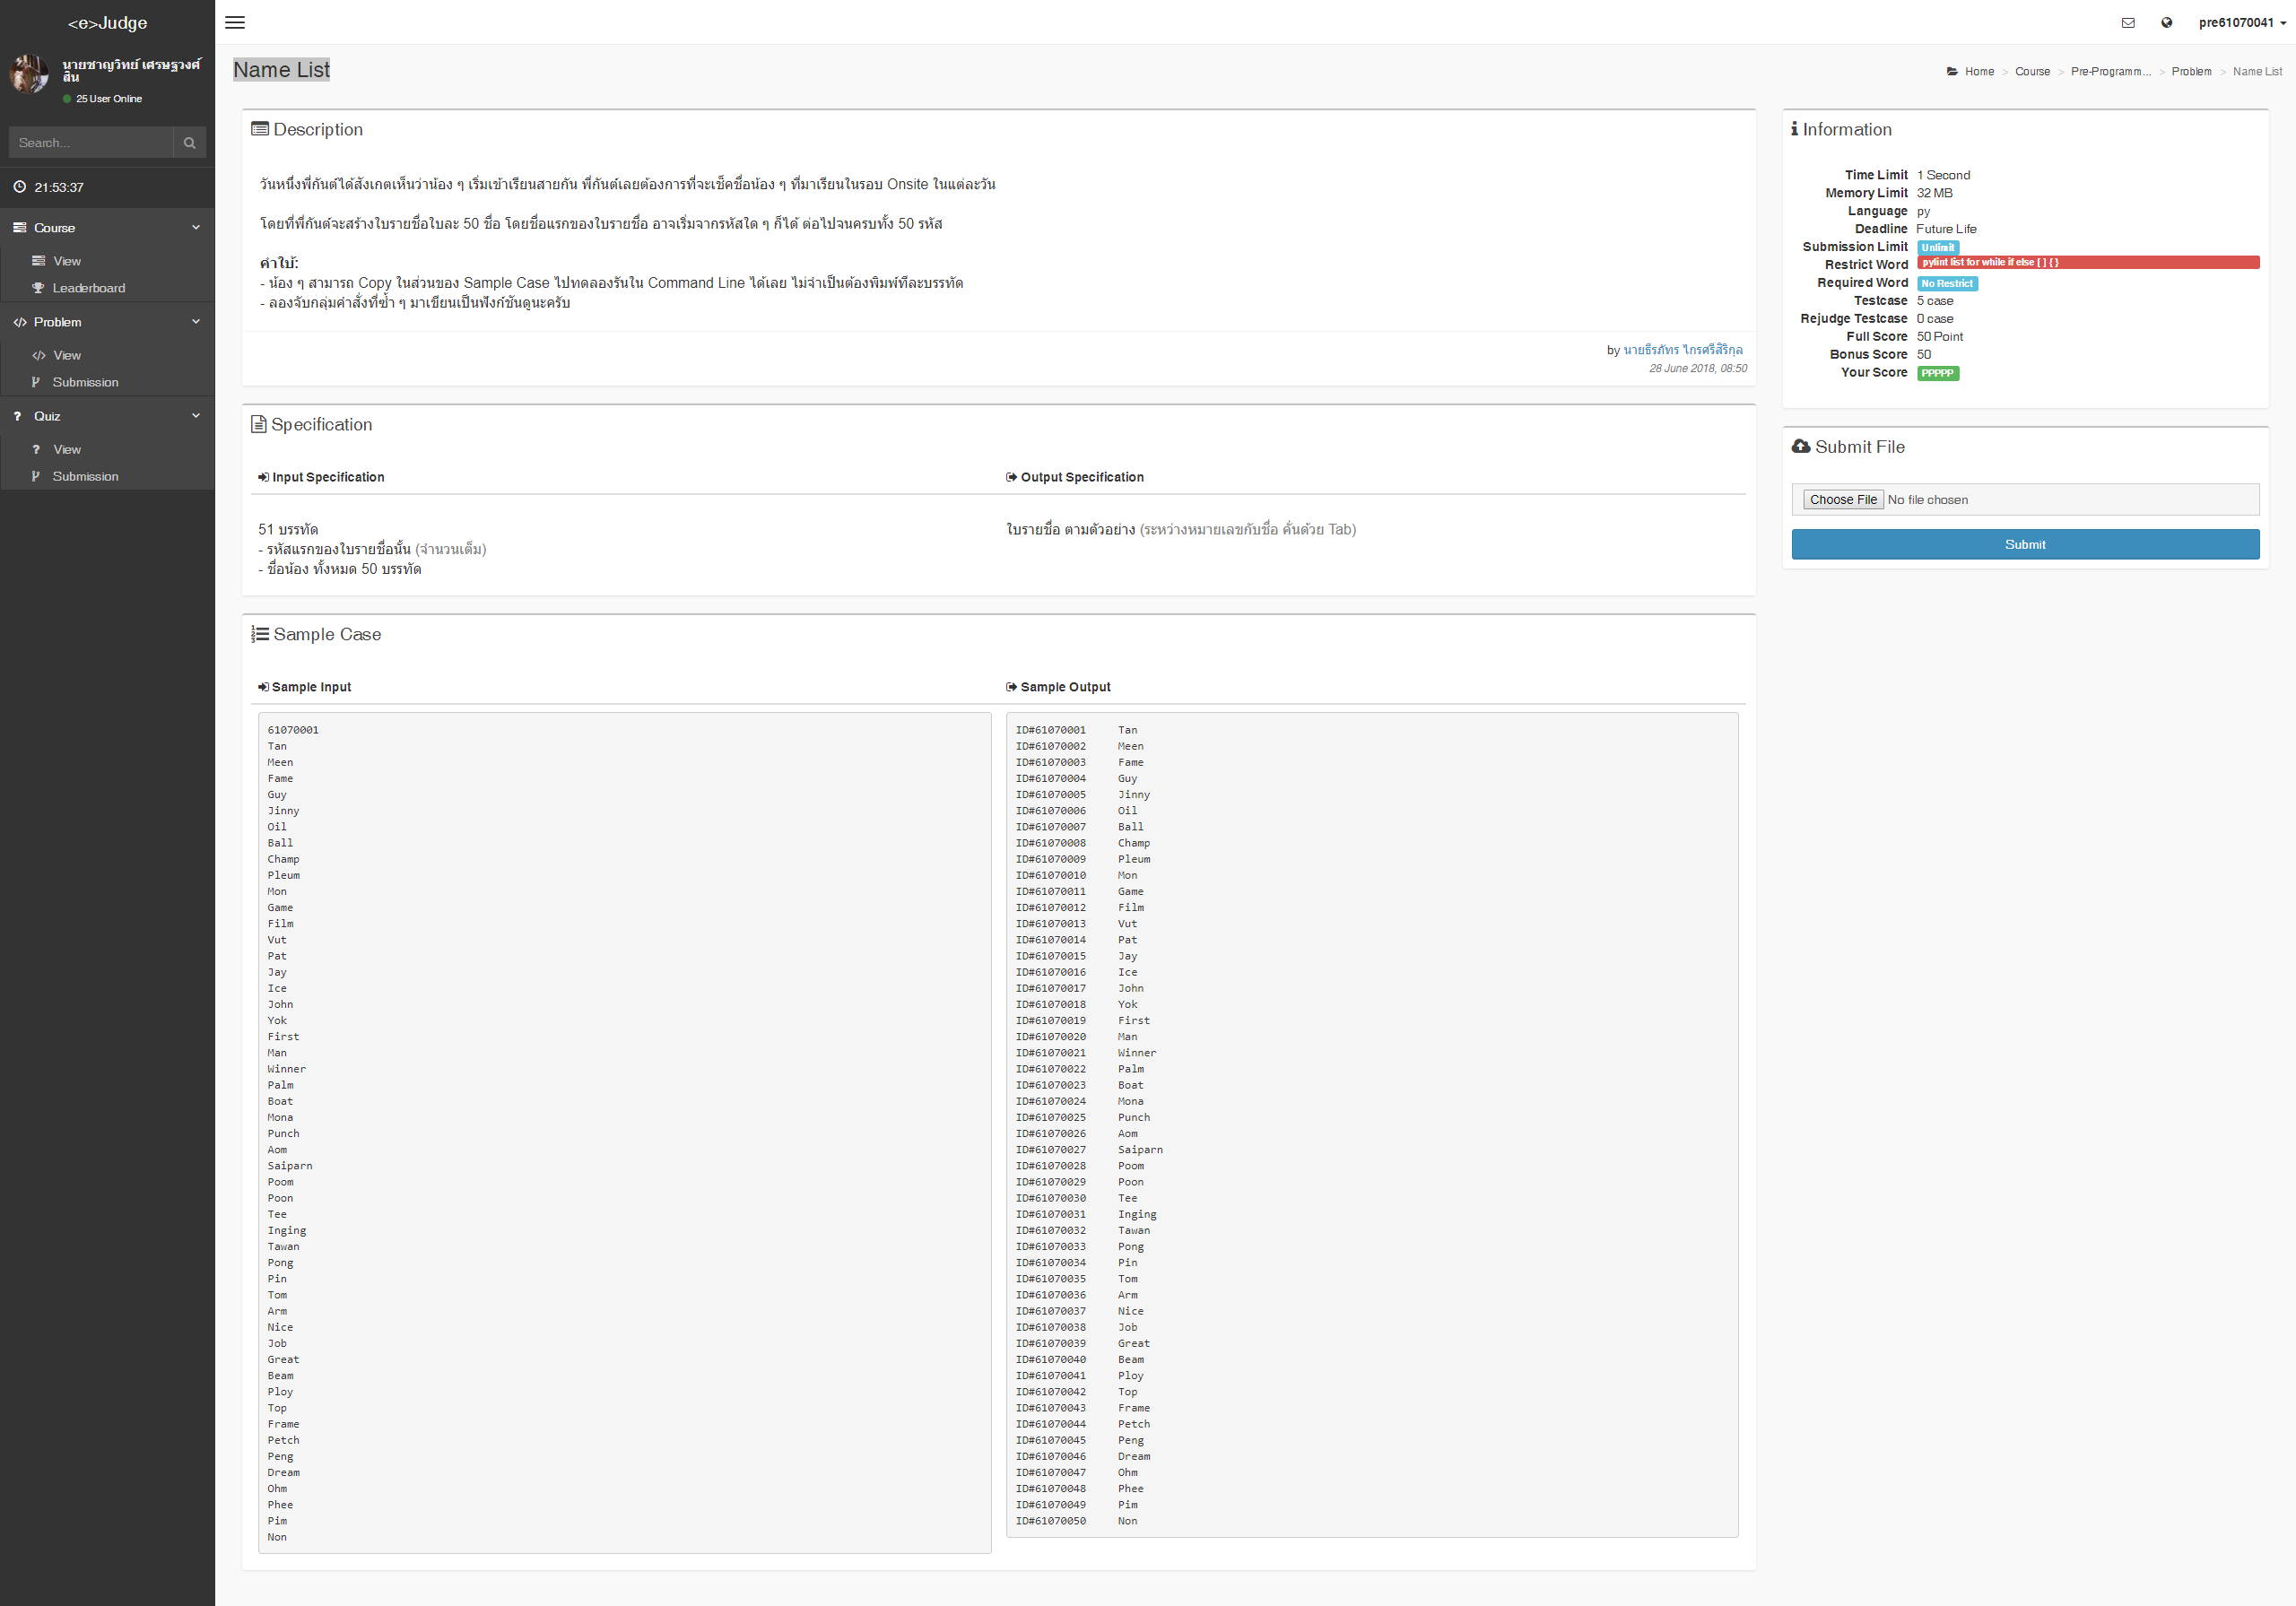 <e>Judge
pre61070041
นายชาญวิทย์ เศรษฐวงศ์
สิน
25 User Online
Search...
21:53:37
Course
View
Leaderboard
Problem
View
Submission
Quiz
View
Submission
Name List
Home > Course > Pre-Programm... > Problem > Name List
Description
วันหนึ่งพี่กันต์ได้สังเกตเห็นว่าน้อง ๆ เริ่มเข้าเรียนสายกัน พี่กันต์เลยต้องการที่จะเช็คชื่อน้อง ๆ ที่มาเรียนในรอบ Onsite ในแต่ละวัน
โดยที่พี่กันต์จะสร้างใบรายชื่อใบละ 50 ชื่อ โดยชื่อแรกของใบรายชื่อ อาจเริ่มจากรหัสใด ๆ ก็ได้ ต่อไปจนครบทั้ง 50 รหัส
คำใบ้:
- น้อง ๆ สามารถ Copy ในส่วนของ Sample Case ไปทดลองรันใน Command Line ได้เลย ไม่จำเป็นต้องพิมพ์ทีละบรรทัด
- ลองจับกลุ่มคำสั่งที่ซ้ำ ๆ มาเขียนเป็นฟังก์ชันดูนะครับ
by นายธีรภัทร ไกรศรีสิริกุล
28 June 2018, 08:50
Information
Time Limit 1 Second
Memory Limit 32 MB
Language py
Deadline Future Life
Submission Limit Unlimit
Restrict Word pylint list for while if else [ ] { }
Required Word No Restrict
Testcase 5 case
Rejudge Testcase 0 case
Full Score 50 Point
Bonus Score 50
Your Score PPPPP
Submit File
Choose File No file chosen
Submit
Specification
Input Specification
51 บรรทัด
- รหัสแรกของใบรายชื่อนั้น (จำนวนเต็ม)
- ชื่อน้อง ทั้งหมด 50 บรรทัด
Output Specification
ใบรายชื่อ ตามตัวอย่าง (ระหว่างหมายเลขกับชื่อ คั่นด้วย Tab)
Sample Case
Sample Input
61070001
Tan
Meen
Fame
Guy
Jinny
Oil
Ball
Champ
Pleum
Mon
Game
Film
Vut
Pat
Jay
Ice
John
Yok
First
Man
Winner
Palm
Boat
Mona
Punch
Aom
Saiparn
Poom
Poon
Tee
Inging
Tawan
Pong
Pin
Tom
Arm
Nice
Job
Great
Beam
Ploy
Top
Frame
Petch
Peng
Dream
Ohm
Phee
Pim
Non
Sample Output
ID#61070001 Tan
ID#61070002 Meen
ID#61070003 Fame
ID#61070004 Guy
ID#61070005 Jinny
ID#61070006 Oil
ID#61070007 Ball
ID#61070008 Champ
ID#61070009 Pleum
ID#61070010 Mon
ID#61070011 Game
ID#61070012 Film
ID#61070013 Vut
ID#61070014 Pat
ID#61070015 Jay
ID#61070016 Ice
ID#61070017 John
ID#61070018 Yok
ID#61070019 First
ID#61070020 Man
ID#61070021 Winner
ID#61070022 Palm
ID#61070023 Boat
ID#61070024 Mona
ID#61070025 Punch
ID#61070026 Aom
ID#61070027 Saiparn
ID#61070028 Poom
ID#61070029 Poon
ID#61070030 Tee
ID#61070031 Inging
ID#61070032 Tawan
ID#61070033 Pong
ID#61070034 Pin
ID#61070035 Tom
ID#61070036 Arm
ID#61070037 Nice
ID#61070038 Job
ID#61070039 Great
ID#61070040 Beam
ID#61070041 Ploy
ID#61070042 Top
ID#61070043 Frame
ID#61070044 Petch
ID#61070045 Peng
ID#61070046 Dream
ID#61070047 Ohm
ID#61070048 Phee
ID#61070049 Pim
ID#61070050 Non